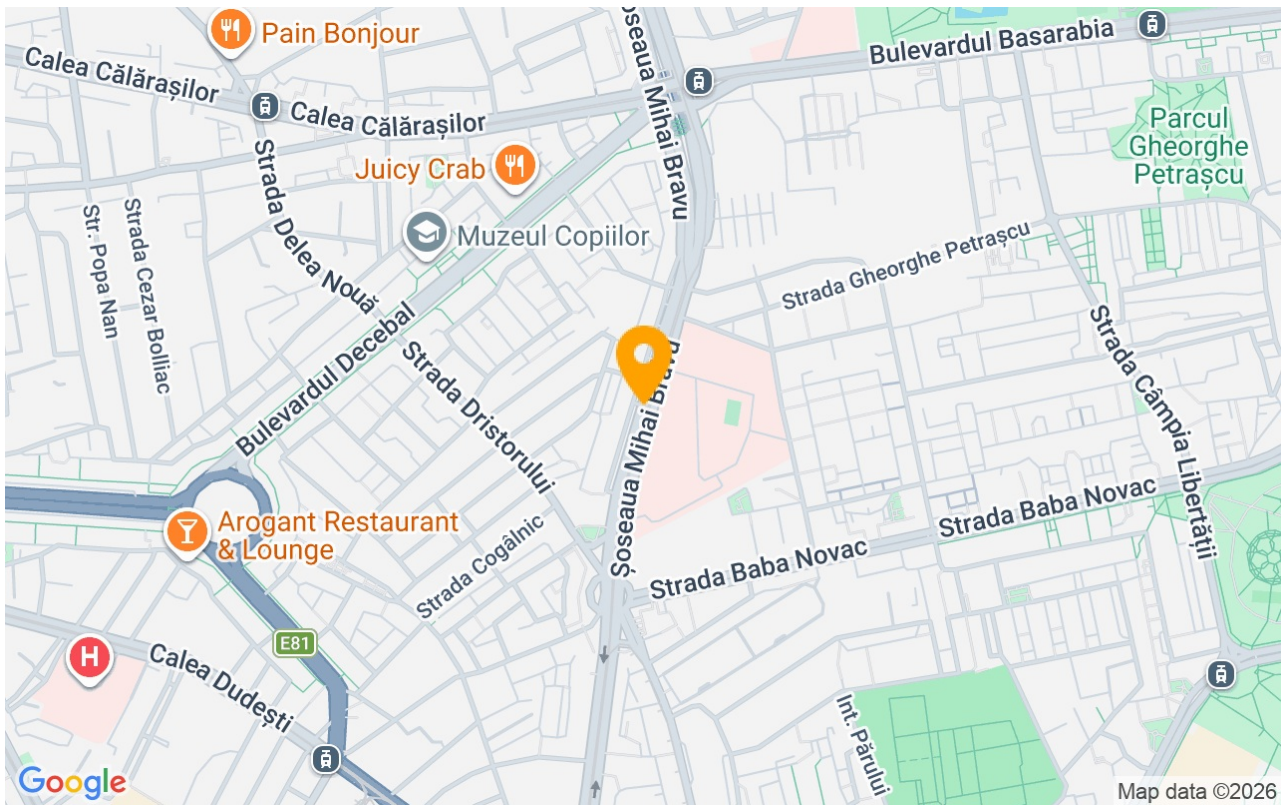 Pain Bonjour
Șoseaua Mihai Bravu
Bulevardul Basarabia
Calea Călărașilor
Calea Călărașilor
Parcul
Gheorghe
Petrașcu
Juicy Crab
Strada Delea Nouă
Str. Popa Nan
Strada Cezar Bolliac
Muzeul Copiilor
Strada Gheorghe Petrașcu
Bulevardul Decebal
Strada Dristorului
Șoseaua Mihai Bravu
Strada Câmpia Libertății
Arogant Restaurant
& Lounge
Strada Cogâlnic
Strada Baba Novac
Strada Baba Novac
E81
H
Calea Dudești
Int. Părului
Google
Map data ©2026